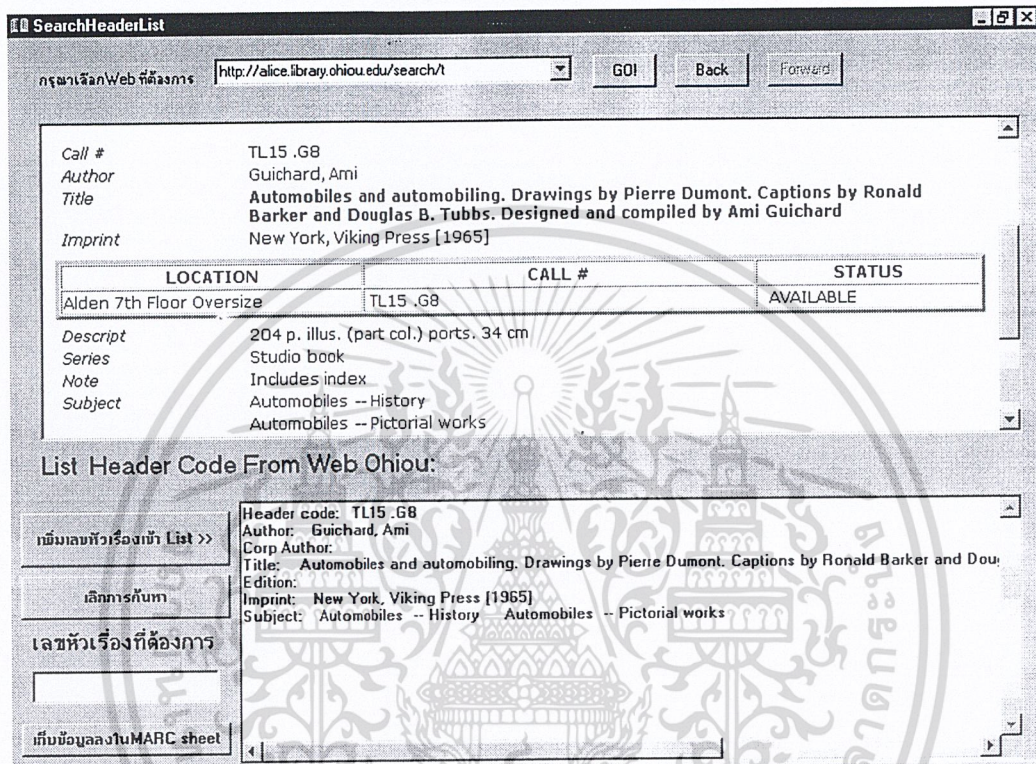 SearchHeaderList
กรุณาเลือกWeb ที่ต้องการ http://alice.library.ohiou.edu/search/t GO! Back Forward
Call # TL15 .G8
Author Guichard, Ami
Title Automobiles and automobiling. Drawings by Pierre Dumont. Captions by Ronald
Barker and Douglas B. Tubbs. Designed and compiled by Ami Guichard
Imprint New York, Viking Press [1965]
LOCATION CALL # STATUS
Alden 7th Floor Oversize TL15 .G8 AVAILABLE
Descript 204 p. illus. (part col.) ports. 34 cm
Series Studio book
Note Includes index
Subject Automobiles -- History
Automobiles -- Pictorial works
List Header Code From Web Ohiou:
เพิ่มเลขหัวเรื่องเข้า List >>
เลิกการค้นหา
เลขหัวเรื่องที่ต้องการ
เก็บข้อมูลลงในMARC sheet
Header code: TL15 .G8
Author: Guichard, Ami
Corp Author:
Title: Automobiles and automobiling. Drawings by Pierre Dumont. Captions by Ronald Barker and Doug
Edition:
Imprint: New York, Viking Press [1965]
Subject: Automobiles -- History Automobiles -- Pictorial works